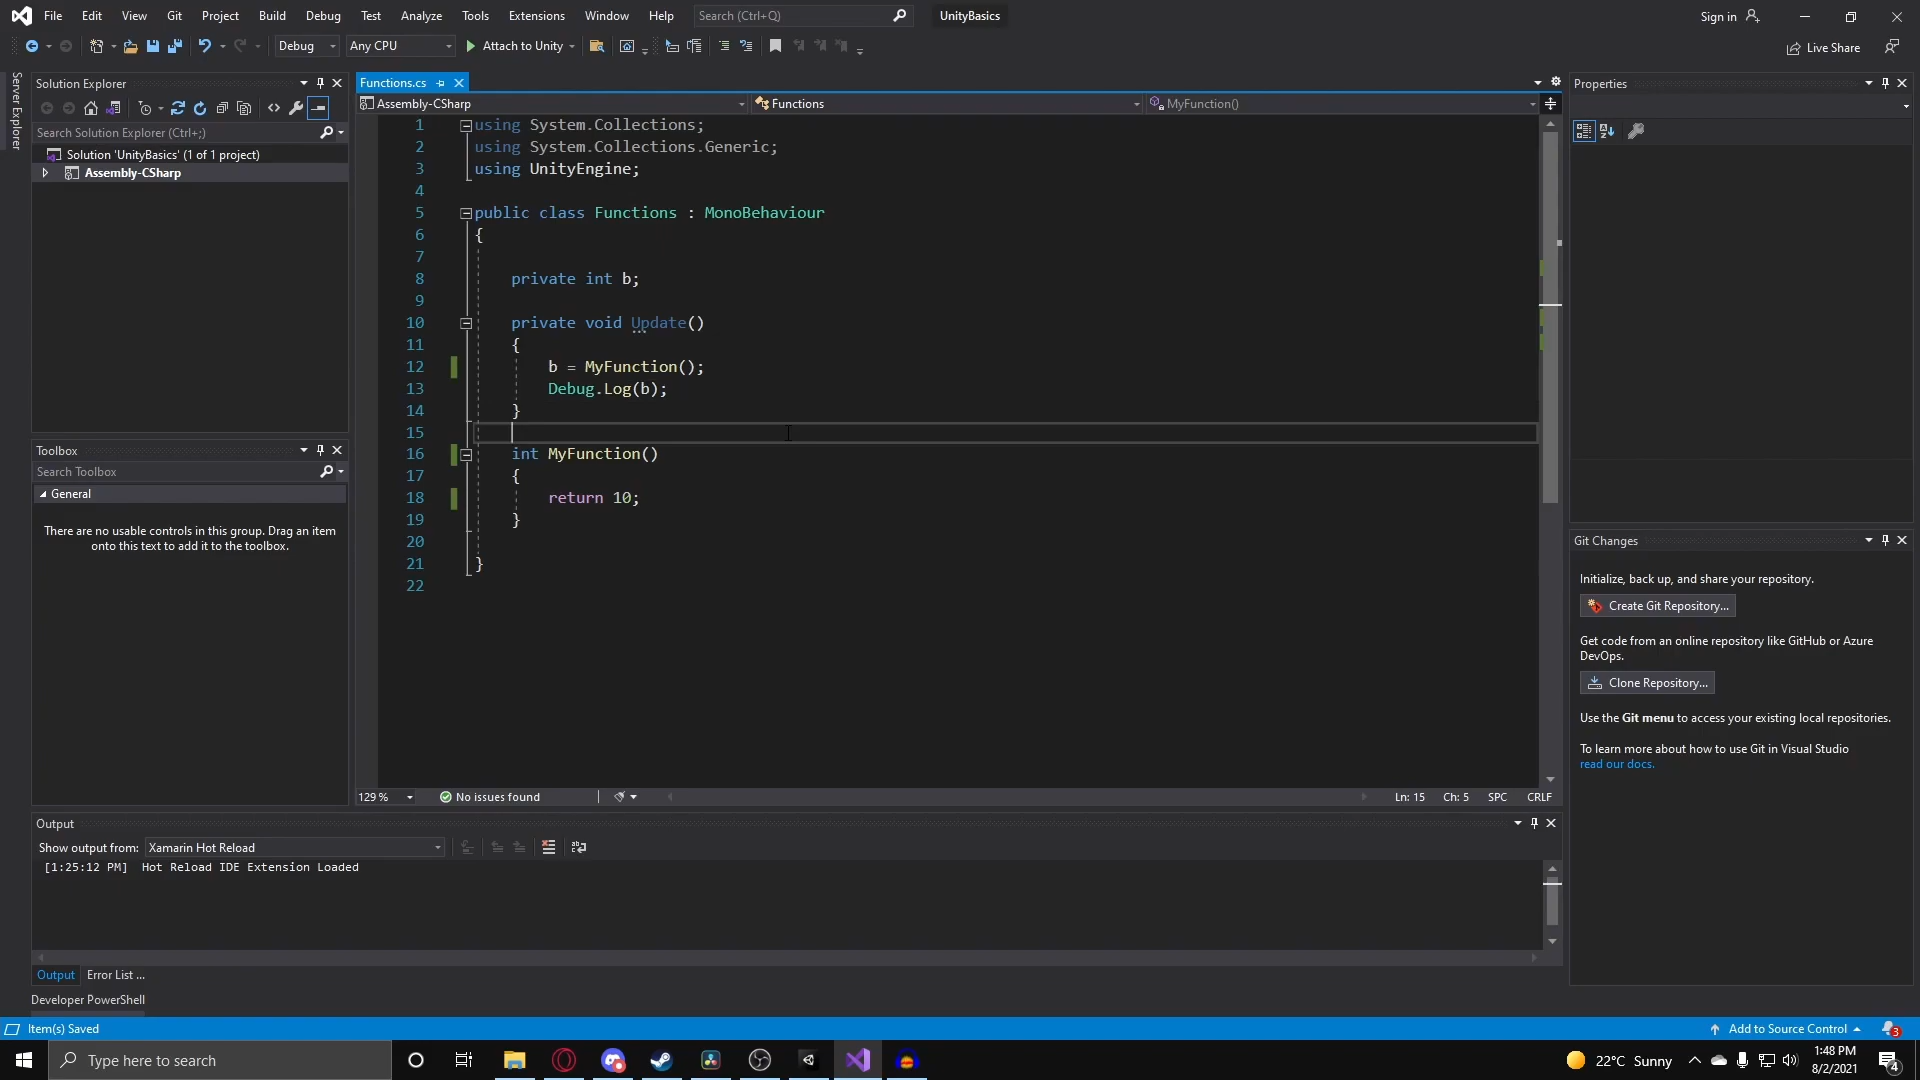 File Edit View Git Project Build Debug Test Analyze Tools Extensions Window Help Search (Ctrl+Q) UnityBasics Sign in
Debug Any CPU Attach to Unity Live Share
Server Explorer
Solution Explorer
Search Solution Explorer (Ctrl+;)
Solution 'UnityBasics' (1 of 1 project)
Assembly-CSharp
Toolbox
Search Toolbox
General
There are no usable controls in this group. Drag an item
onto this text to add it to the toolbox.
Functions.cs
Assembly-CSharp Functions MyFunction()
1 using System.Collections;
2 using System.Collections.Generic;
3 using UnityEngine;
4
5 public class Functions : MonoBehaviour
6 {
7
8 private int b;
9
10 private void Update()
11 {
12 b = MyFunction();
13 Debug.Log(b);
14 }
15
16 int MyFunction()
17 {
18 return 10;
19 }
20
21 }
22
129 % No issues found Ln: 15 Ch: 5 SPC CRLF
Properties
Git Changes
Initialize, back up, and share your repository.
Create Git Repository...
Get code from an online repository like GitHub or Azure
DevOps.
Clone Repository...
Use the Git menu to access your existing local repositories.
To learn more about how to use Git in Visual Studio
read our docs.
Output
Show output from: Xamarin Hot Reload
[1:25:12 PM] Hot Reload IDE Extension Loaded
Output Error List ...
Developer PowerShell
Item(s) Saved Add to Source Control 3
Type here to search 22°C Sunny 1:48 PM
8/2/2021 4